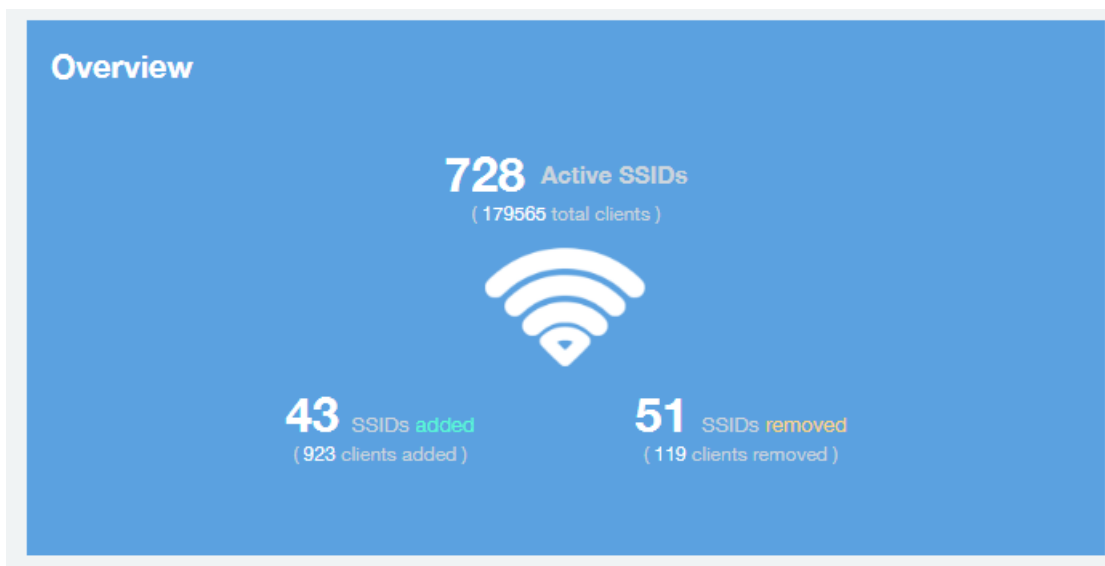 Overview
728 Active SSIDs
( 179565 total clients )
43 SSIDs added
( 923 clients added )
51 SSIDs removed
( 119 clients removed )